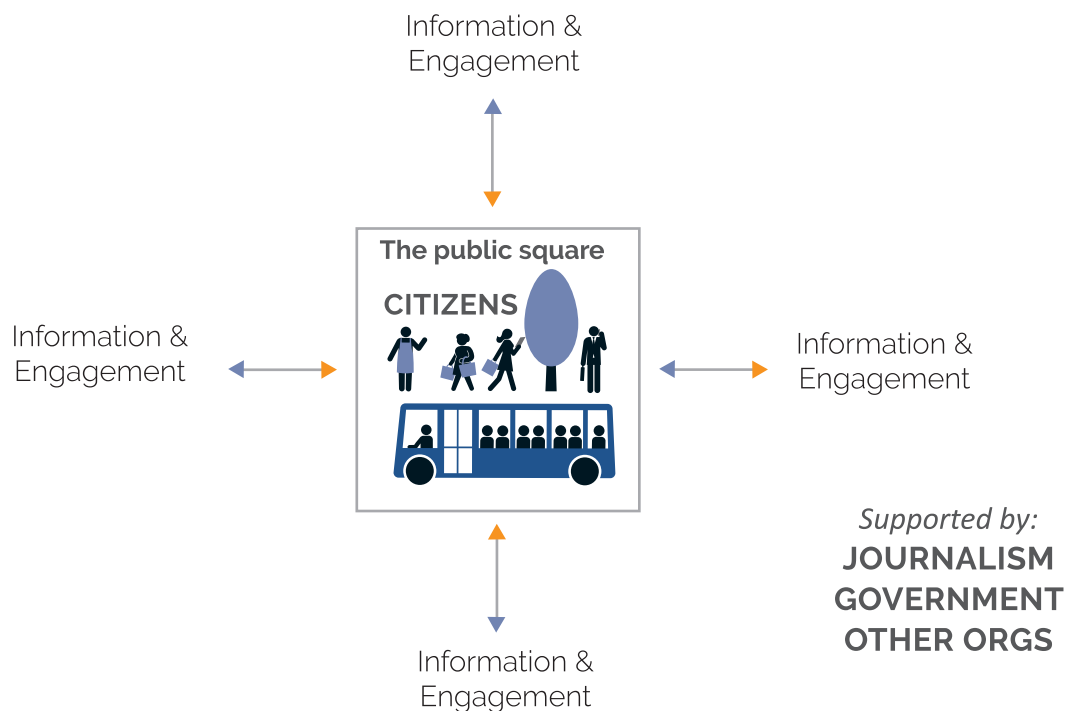 Information &
Engagement
The public square
CITIZENS
Information &
Engagement
Information &
Engagement
Supported by:
JOURNALISM
GOVERNMENT
OTHER ORGS
Information &
Engagement